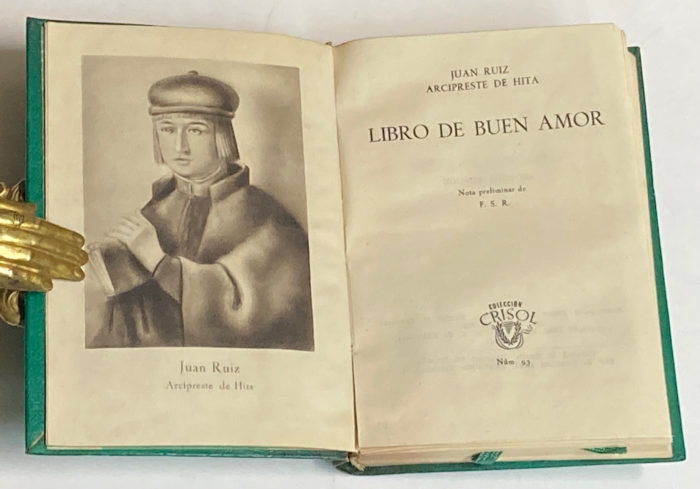 Juan Ruiz
Arcipreste de Hita
JUAN RUIZ
ARCIPRESTE DE HITA
LIBRO DE BUEN AMOR
Nota preliminar de
F. S. R.
COLECCIÓN
CRISOL
Núm 93